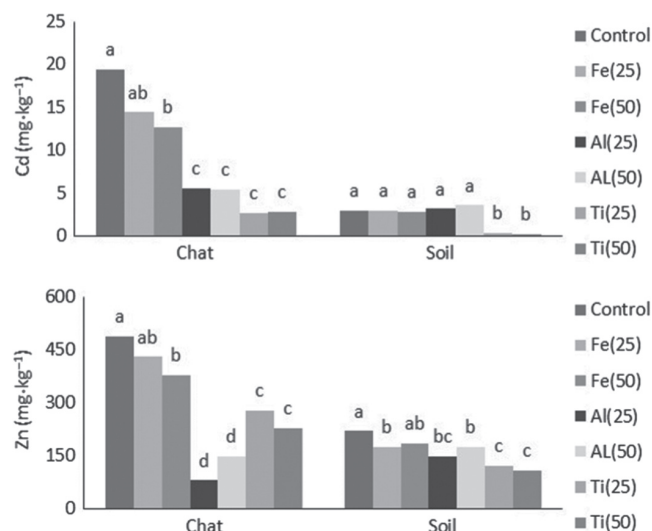 25
20
15
10
5
0
Cd (mg·kg⁻¹)
a ab b c c c c
a a a a a b b
Chat Soil
Control
Fe(25)
Fe(50)
Al(25)
AL(50)
Ti(25)
Ti(50)
600
450
300
150
0
Zn (mg·kg⁻¹)
a ab b d d c c
a b ab bc b c c
Chat Soil
Control
Fe(25)
Fe(50)
Al(25)
AL(50)
Ti(25)
Ti(50)